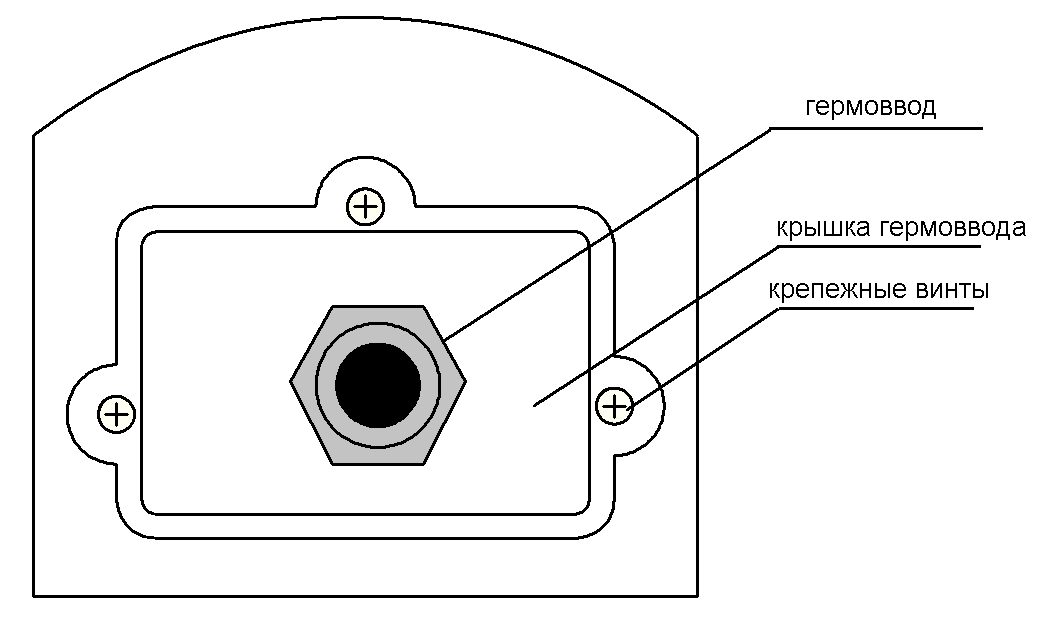 гермоввод
крышка гермоввода
крепежные винты